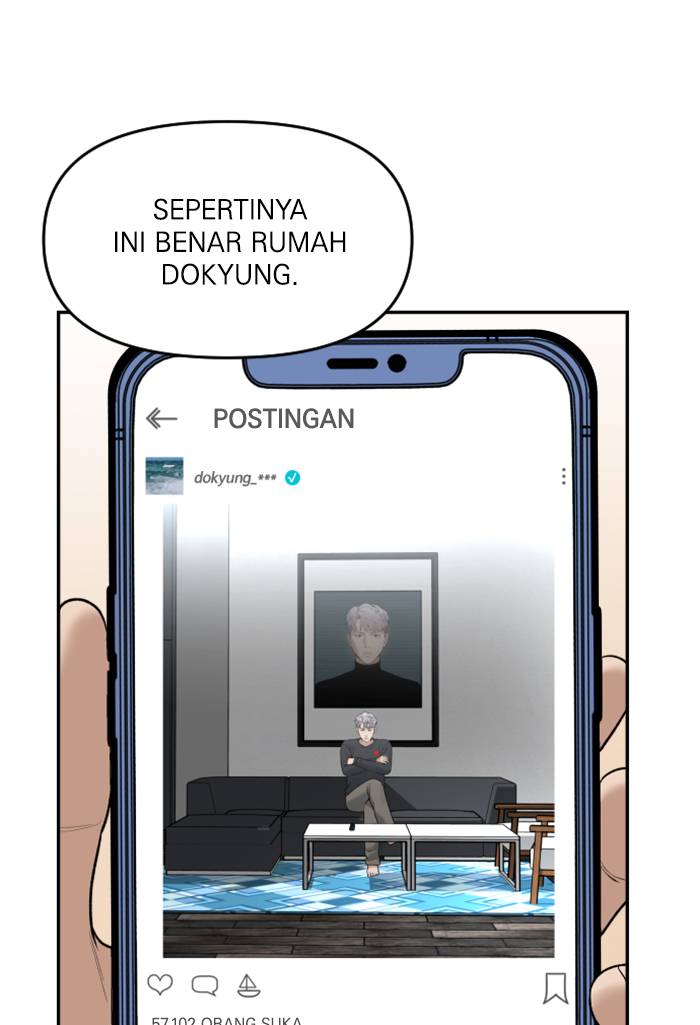 SEPERTINYA
INI BENAR RUMAH
DOKYUNG.
POSTINGAN
dokyung_***
57.102 ORANG SUKA